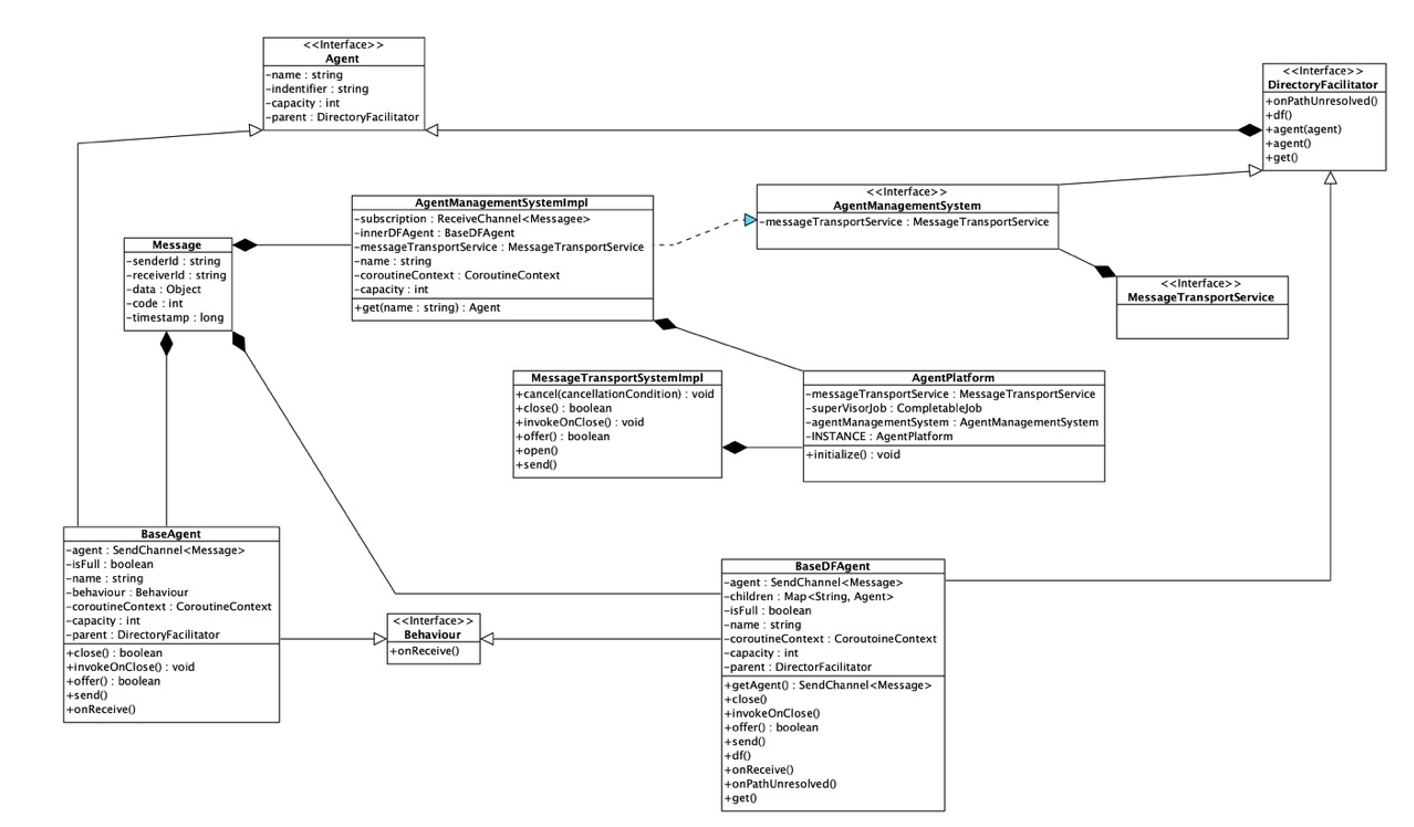 <<Interface>>
Agent
-name : string
-indentifier : string
-capacity : int
-parent : DirectoryFacilitator
<<Interface>>
DirectoryFacilitator
+onPathUnresolved()
+df()
+agent(agent)
+agent()
+get()
AgentManagementSystemImpl
-subscription : ReceiveChannel<Messagee>
-innerDFAgent : BaseDFAgent
-messageTransportService : MessageTransportService
-name : string
-coroutineContext : CoroutineContext
-capacity : int
+get(name : string) : Agent
<<Interface>>
AgentManagementSystem
-messageTransportService : MessageTransportService
Message
-senderId : string
-receiverId : string
-data : Object
-code : int
-timestamp : long
<<Interface>>
MessageTransportService
MessageTransportSystemImpl
+cancel(cancellationCondition) : void
+close() : boolean
+invokeOnClose() : void
+offer() : boolean
+open()
+send()
AgentPlatform
-messageTransportService : MessageTransportService
-superVisorJob : CompletableJob
-agentManagementSystem : AgentManagementSystem
-INSTANCE : AgentPlatform
+initialize() : void
BaseAgent
-agent : SendChannel<Message>
-isFull : boolean
-name : string
-behaviour : Behaviour
-coroutineContext : CoroutineContext
-capacity : int
-parent : DirectoryFacilitator
+close() : boolean
+invokeOnClose() : void
+offer() : boolean
+send()
+onReceive()
<<Interface>>
Behaviour
+onReceive()
BaseDFAgent
-agent : SendChannel<Message>
-children : Map<String, Agent>
-isFull : boolean
-name : string
-coroutineContext : CoroutoineContext
-capacity : int
-parent : DirectorFacilitator
+getAgent() : SendChannel<Message>
+close()
+invokeOnClose()
+offer() : boolean
+send()
+df()
+onReceive()
+onPathUnresolved()
+get()